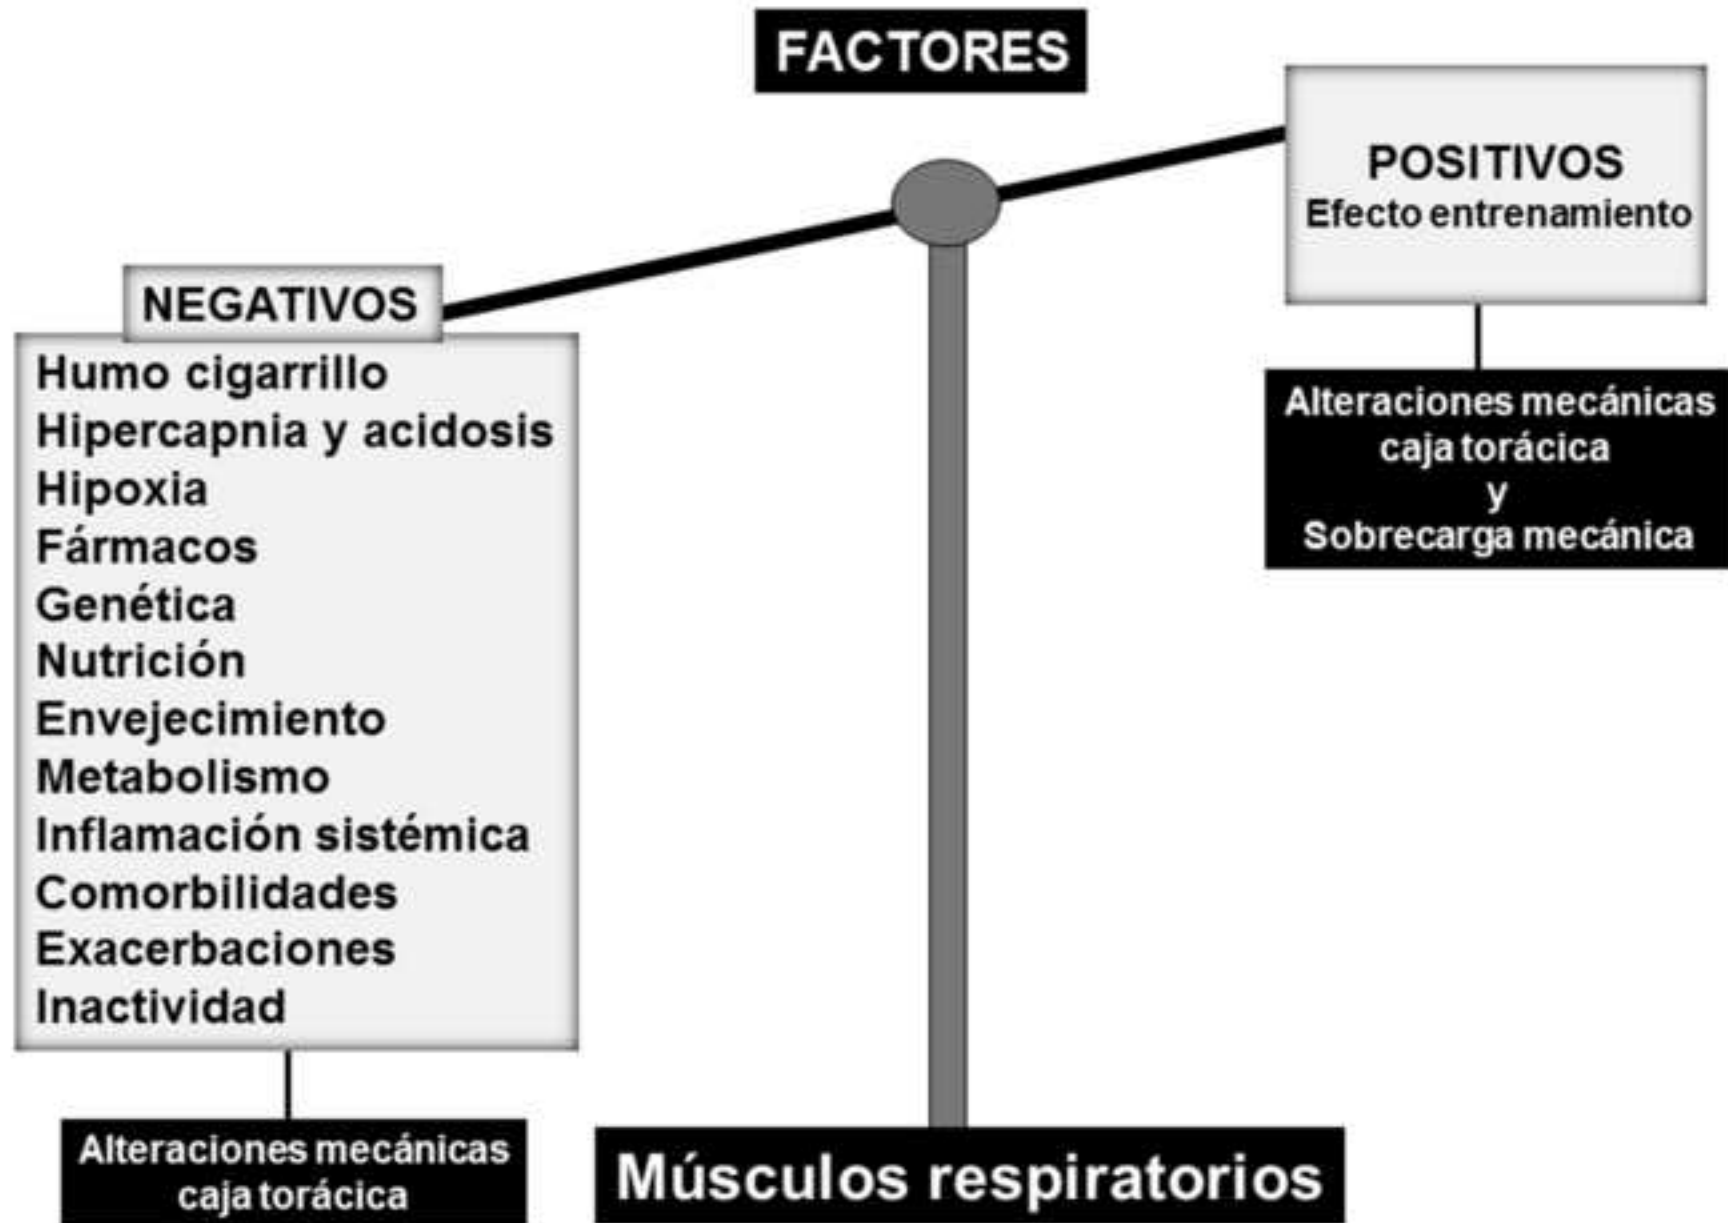 FACTORES
POSITIVOS
Efecto entrenamiento
Alteraciones mecánicas
caja torácica
y
Sobrecarga mecánica
NEGATIVOS
Humo cigarrillo
Hipercapnia y acidosis
Hipoxia
Fármacos
Genética
Nutrición
Envejecimiento
Metabolismo
Inflamación sistémica
Comorbilidades
Exacerbaciones
Inactividad
Alteraciones mecánicas
caja torácica
Músculos respiratorios